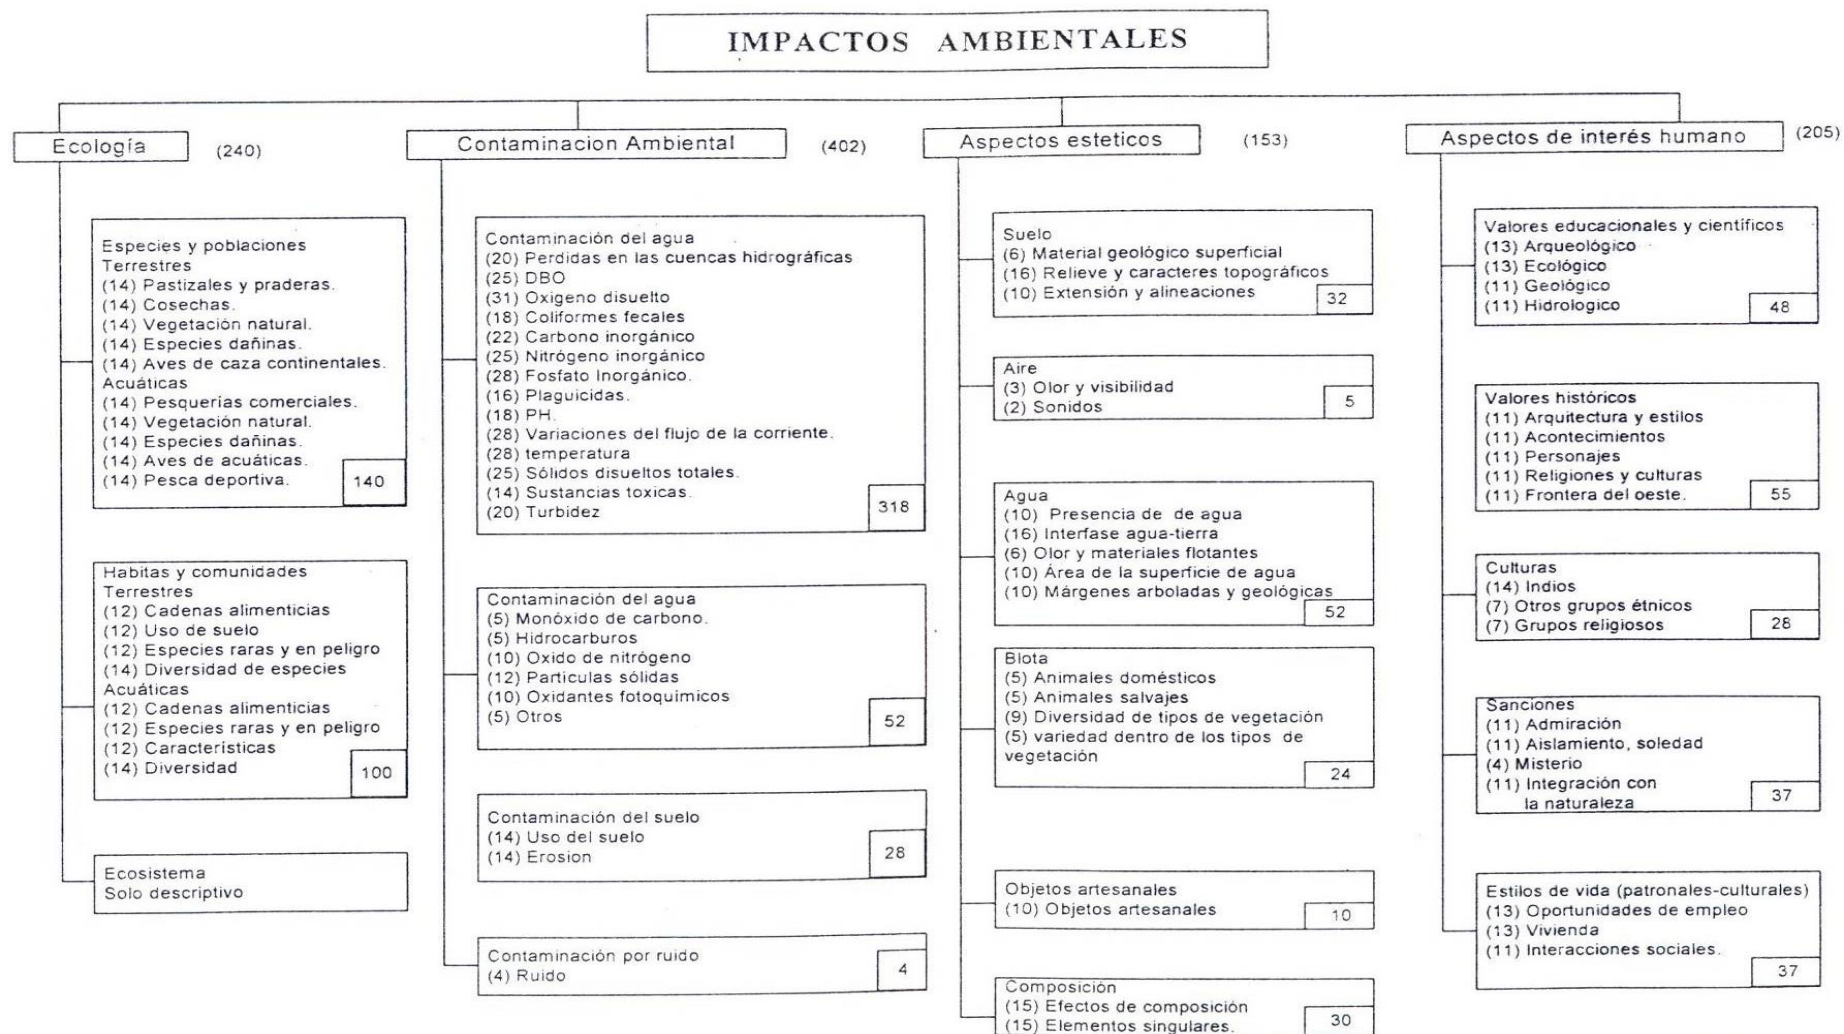 IMPACTOS AMBIENTALES
Ecología (240)
Especies y poblaciones
Terrestres
(14) Pastizales y praderas.
(14) Cosechas.
(14) Vegetación natural.
(14) Especies dañinas.
(14) Aves de caza continentales.
Acuáticas
(14) Pesquerías comerciales.
(14) Vegetación natural.
(14) Especies dañinas.
(14) Aves de acuáticas.
(14) Pesca deportiva.
140
Habitas y comunidades
Terrestres
(12) Cadenas alimenticias
(12) Uso de suelo
(12) Especies raras y en peligro
(14) Diversidad de especies
Acuáticas
(12) Cadenas alimenticias
(12) Especies raras y en peligro
(12) Características
(14) Diversidad
100
Ecosistema
Solo descriptivo
Contaminacion Ambiental (402)
Contaminación del agua
(20) Perdidas en las cuencas hidrográficas
(25) DBO
(31) Oxigeno disuelto
(18) Coliformes fecales
(22) Carbono inorgánico
(25) Nitrógeno inorgánico
(28) Fosfato Inorgánico.
(16) Plaguicidas.
(18) PH.
(28) Variaciones del flujo de la corriente.
(28) temperatura
(25) Sólidos disueltos totales.
(14) Sustancias toxicas.
(20) Turbidez
318
Contaminación del agua
(5) Monóxido de carbono.
(5) Hidrocarburos
(10) Oxido de nitrógeno
(12) Partículas sólidas
(10) Oxidantes fotoquímicos
(5) Otros
52
Contaminación del suelo
(14) Uso del suelo
(14) Erosion
28
Contaminación por ruido
(4) Ruido
4
Aspectos esteticos (153)
Suelo
(6) Material geológico superficial
(16) Relieve y caracteres topográficos
(10) Extensión y alineaciones
32
Aire
(3) Olor y visibilidad
(2) Sonidos
5
Agua
(10) Presencia de de agua
(16) Interfase agua-tierra
(6) Olor y materiales flotantes
(10) Área de la superficie de agua
(10) Márgenes arboladas y geológicas
52
Biota
(5) Animales domésticos
(5) Animales salvajes
(9) Diversidad de tipos de vegetación
(5) variedad dentro de los tipos de
vegetación
24
Objetos artesanales
(10) Objetos artesanales
10
Composición
(15) Efectos de composición
(15) Elementos singulares.
30
Aspectos de interés humano (205)
Valores educacionales y científicos
(13) Arqueológico
(13) Ecológico
(11) Geológico
(11) Hidrologico
48
Valores históricos
(11) Arquitectura y estilos
(11) Acontecimientos
(11) Personajes
(11) Religiones y culturas
(11) Frontera del oeste.
55
Culturas
(14) Indios
(7) Otros grupos étnicos
(7) Grupos religiosos
28
Sanciones
(11) Admiración
(11) Aislamiento, soledad
(4) Misterio
(11) Integración con
la naturaleza
37
Estilos de vida (patronales-culturales)
(13) Oportunidades de empleo
(13) Vivienda
(11) Interacciones sociales.
37